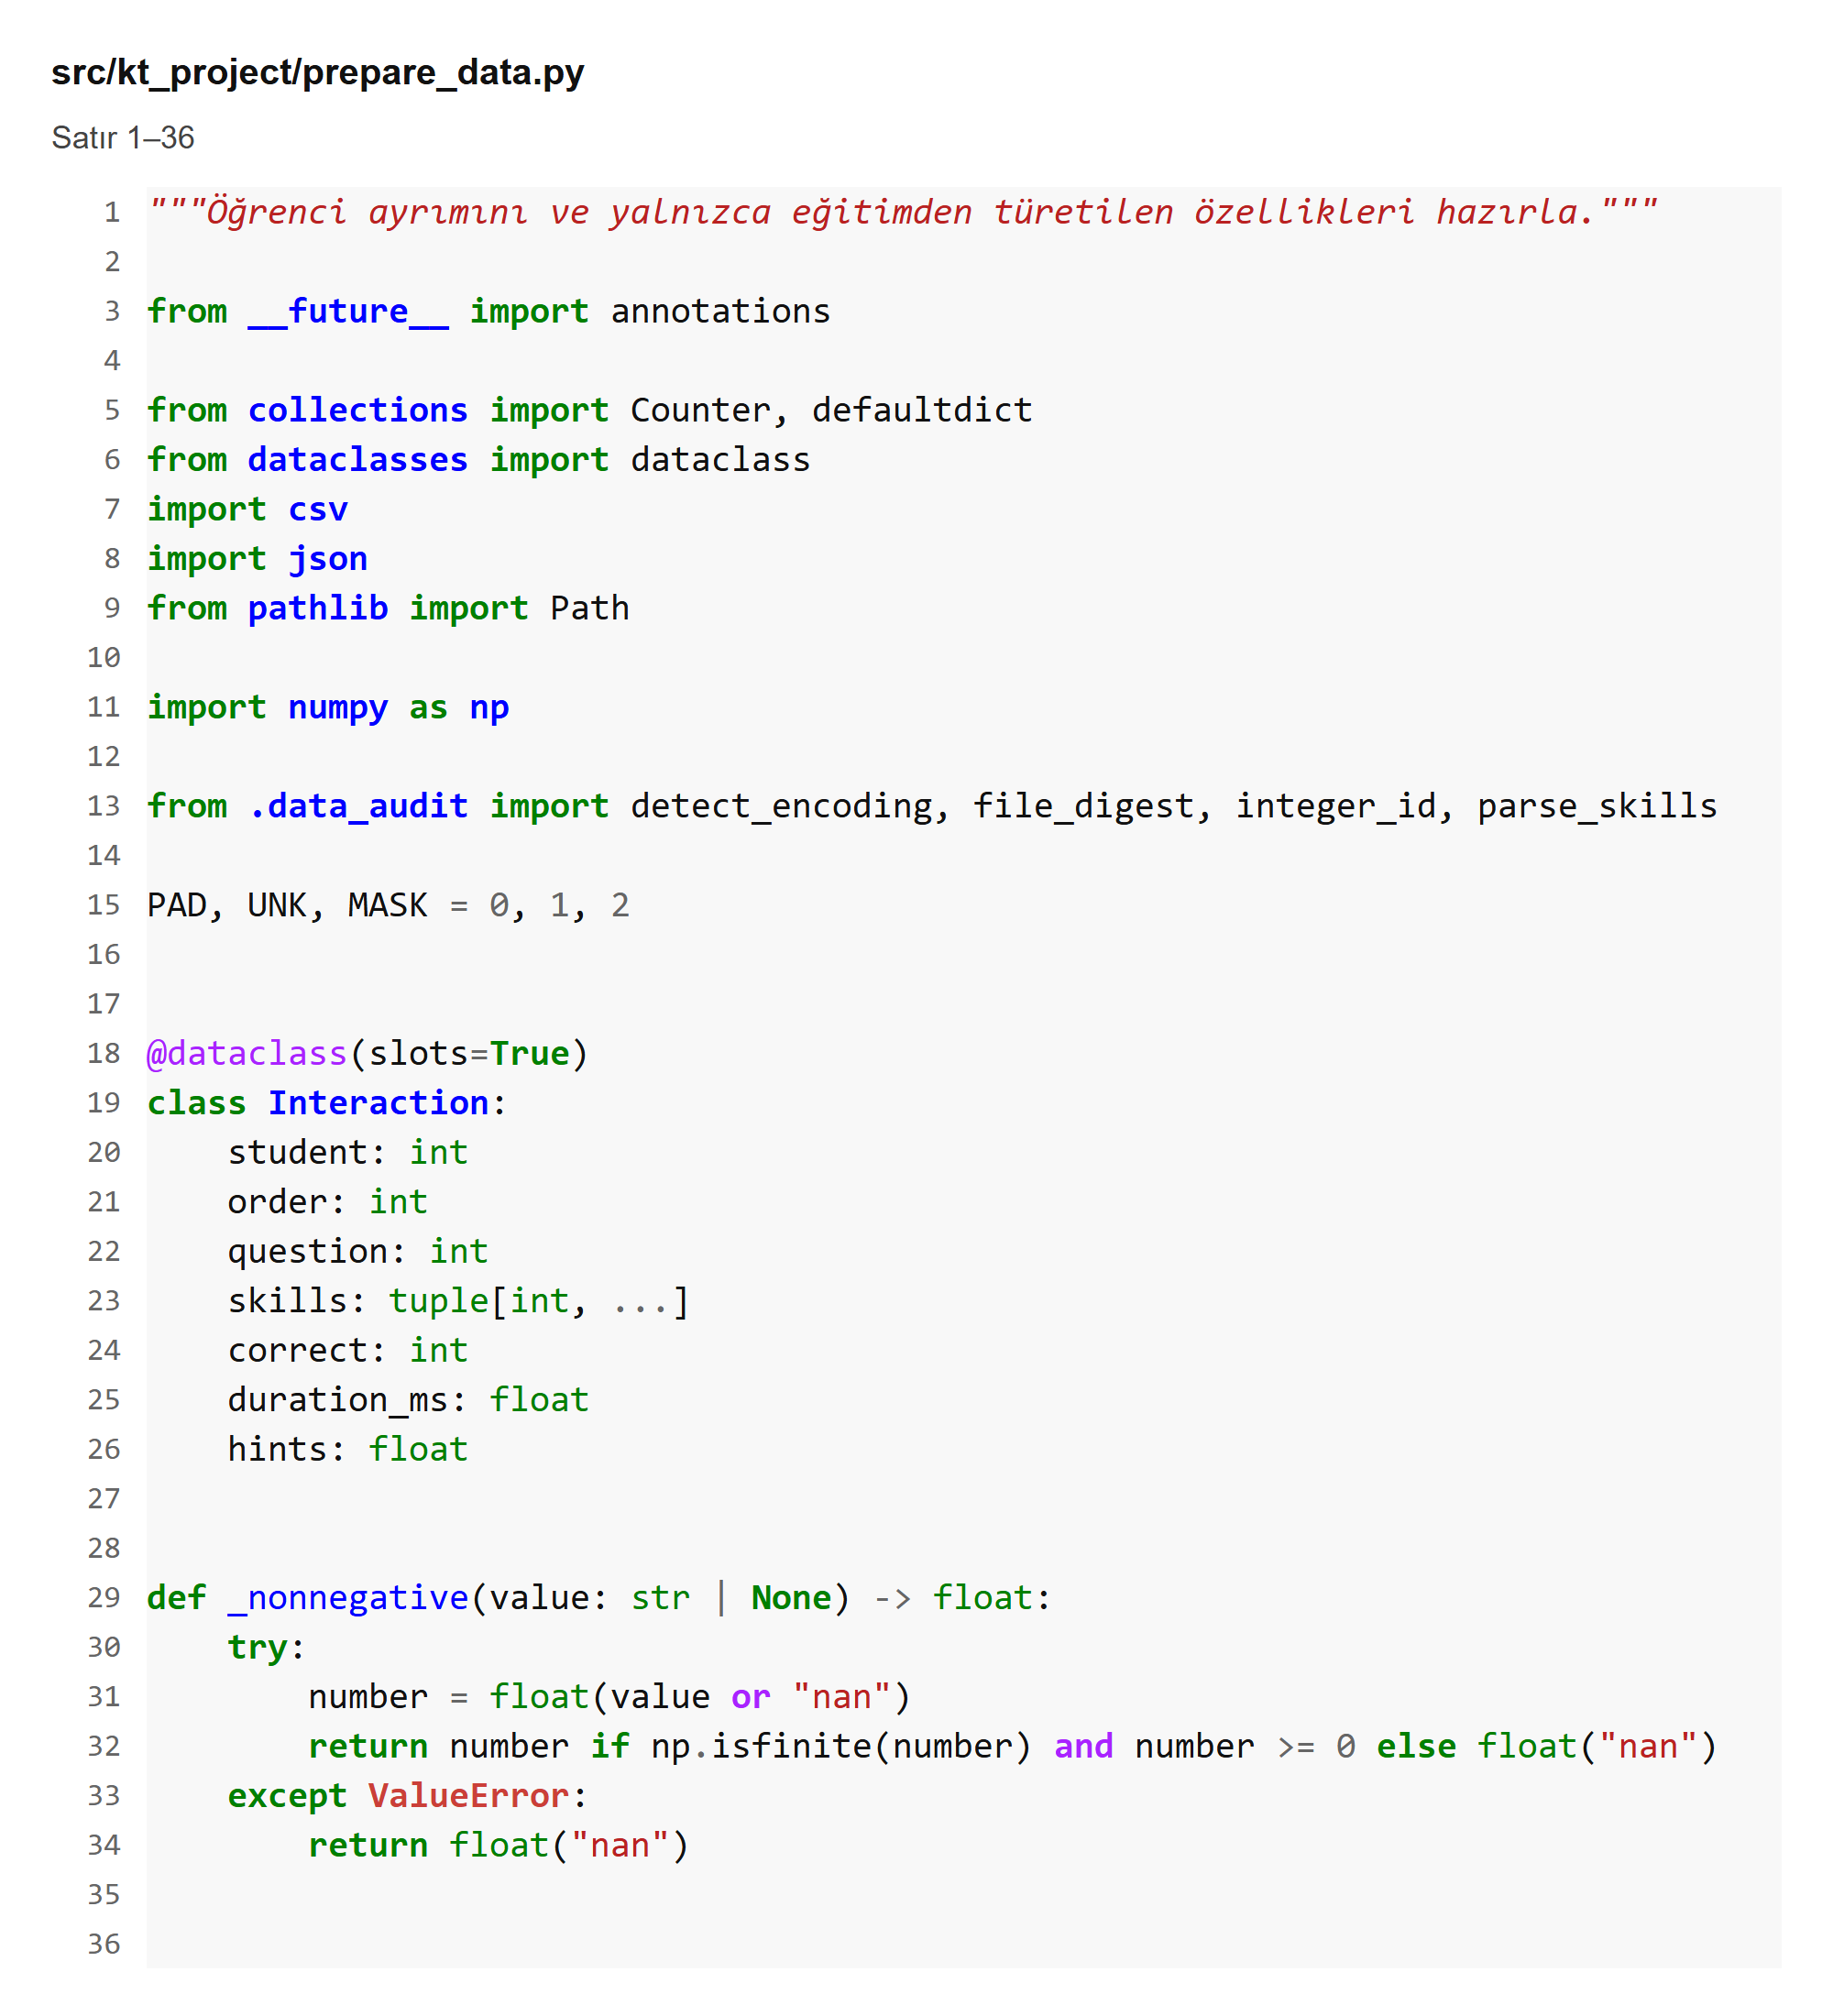 src/kt_project/prepare_data.py
Satır 1–36
1 """Öğrenci ayrımını ve yalnızca eğitimden türetilen özellikleri hazırla."""
2
3 from __future__ import annotations
4
5 from collections import Counter, defaultdict
6 from dataclasses import dataclass
7 import csv
8 import json
9 from pathlib import Path
10
11 import numpy as np
12
13 from .data_audit import detect_encoding, file_digest, integer_id, parse_skills
14
15 PAD, UNK, MASK = 0, 1, 2
16
17
18 @dataclass(slots=True)
19 class Interaction:
20     student: int
21     order: int
22     question: int
23     skills: tuple[int, ...]
24     correct: int
25     duration_ms: float
26     hints: float
27
28
29 def _nonnegative(value: str | None) -> float:
30     try:
31         number = float(value or "nan")
32         return number if np.isfinite(number) and number >= 0 else float("nan")
33     except ValueError:
34         return float("nan")
35
36